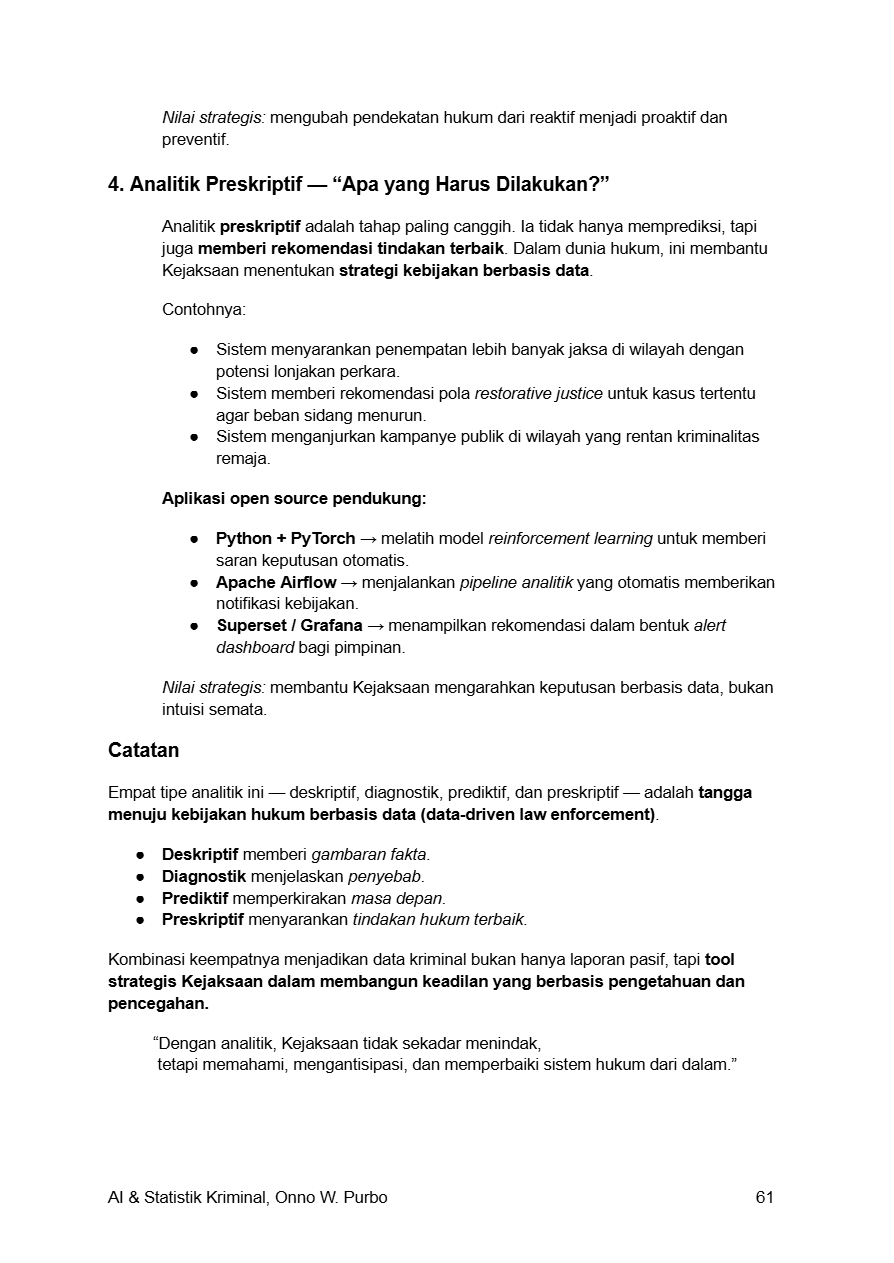 Nilai strategis: mengubah pendekatan hukum dari reaktif menjadi proaktif dan
preventif.
4. Analitik Preskriptif — “Apa yang Harus Dilakukan?”
Analitik preskriptif adalah tahap paling canggih. Ia tidak hanya memprediksi, tapi
juga memberi rekomendasi tindakan terbaik. Dalam dunia hukum, ini membantu
Kejaksaan menentukan strategi kebijakan berbasis data.
Contohnya:
● Sistem menyarankan penempatan lebih banyak jaksa di wilayah dengan
potensi lonjakan perkara.
● Sistem memberi rekomendasi pola restorative justice untuk kasus tertentu
agar beban sidang menurun.
● Sistem menganjurkan kampanye publik di wilayah yang rentan kriminalitas
remaja.
Aplikasi open source pendukung:
● Python + PyTorch → melatih model reinforcement learning untuk memberi
saran keputusan otomatis.
● Apache Airflow → menjalankan pipeline analitik yang otomatis memberikan
notifikasi kebijakan.
● Superset / Grafana → menampilkan rekomendasi dalam bentuk alert
dashboard bagi pimpinan.
Nilai strategis: membantu Kejaksaan mengarahkan keputusan berbasis data, bukan
intuisi semata.
Catatan
Empat tipe analitik ini — deskriptif, diagnostik, prediktif, dan preskriptif — adalah tangga
menuju kebijakan hukum berbasis data (data-driven law enforcement).
● Deskriptif memberi gambaran fakta.
● Diagnostik menjelaskan penyebab.
● Prediktif memperkirakan masa depan.
● Preskriptif menyarankan tindakan hukum terbaik.
Kombinasi keempatnya menjadikan data kriminal bukan hanya laporan pasif, tapi tool
strategis Kejaksaan dalam membangun keadilan yang berbasis pengetahuan dan
pencegahan.
“Dengan analitik, Kejaksaan tidak sekadar menindak,
tetapi memahami, mengantisipasi, dan memperbaiki sistem hukum dari dalam.”
AI & Statistik Kriminal, Onno W. Purbo 61